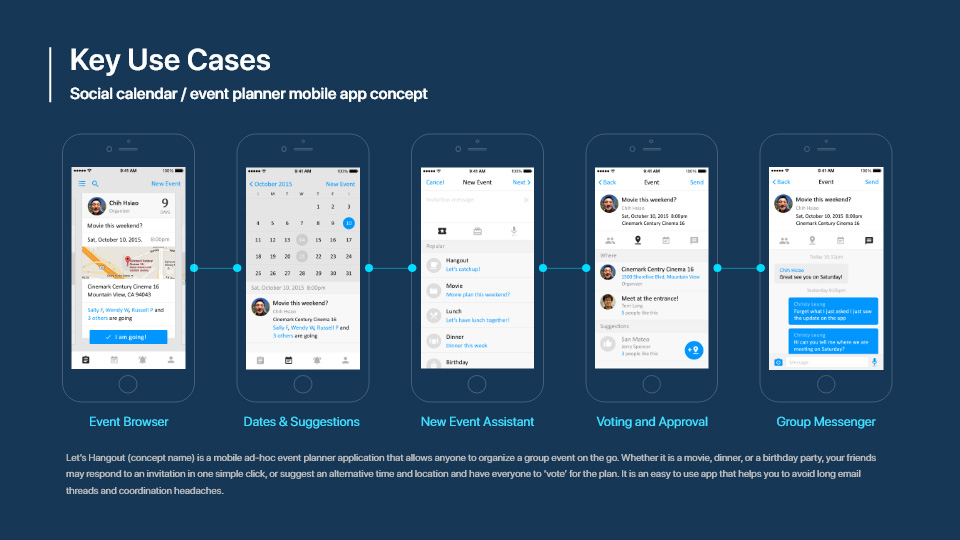 Key Use Cases
Social calendar / event planner mobile app concept
9:41 AM 100%
New Event
Chih Hsiao
Organizer
9
DAYS
Movie this weekend?
Sat, October 10, 2015 8:00pm
Century
Cinemark Century Cinema 16
Mountain View, CA 94043
Sally F, Wendy W, Russell P and
3 others are going
I am going!
Event Browser
9:41 AM 100%
October 2015 New Event
S M T W T F S
1 2 3
4 5 6 7 8 9 10
11 12 13 14 15 16 17
18 19 20 21 22 23 24
25 26 27 28 29 30 31
Sat, October 10, 2015 8:00pm
Movie this weekend?
Chih Hsiao
Cinemark Century Cinema 16
Sally F, Wendy W, Russell P and
3 others are going
Dates & Suggestions
9:41 AM 100%
Cancel New Event Next
Invitation message
Popular
Hangout
Let's catchup!
Movie
Movie plan this weekend?
Lunch
Let's have lunch together!
Dinner
Dinner this week
Birthday
New Event Assistant
9:41 AM 100%
Back Event Send
Movie this weekend?
Chih Hsiao
Sat, October 10, 2015 8:00pm
Cinemark Century Cinema 16
Where
Cinemark Centry Cinema 16
1500 Shoreline Blvd, Mountain View
Organizer
Meet at the entrance!
Tom Lang
5 people like this
Suggestions
San Mateo
Jerry Spencer
3 people like this
Voting and Approval
9:41 AM 100%
Back Event Send
Movie this weekend?
Chih Hsiao
Sat, October 10, 2015 8:00pm
Cinemark Century Cinema 16
Today 10:32am
Chih Hsiao
Great see you on Saturday!
Yesterday 9:35pm
Christy Leung
Forget what I just asked I just saw
the update on the app
Christy Leung
Hi can you tell me where we are
meeting on Saturday?
Message
Group Messenger
Let's Hangout (concept name) is a mobile ad-hoc event planner application that allows anyone to organize a group event on the go. Whether it is a movie, dinner, or a birthday party, your friends
may respond to an invitation in one simple click, or suggest an alternative time and location and have everyone to 'vote' for the plan. It is an easy to use app that helps you to avoid long email
threads and coordination headaches.